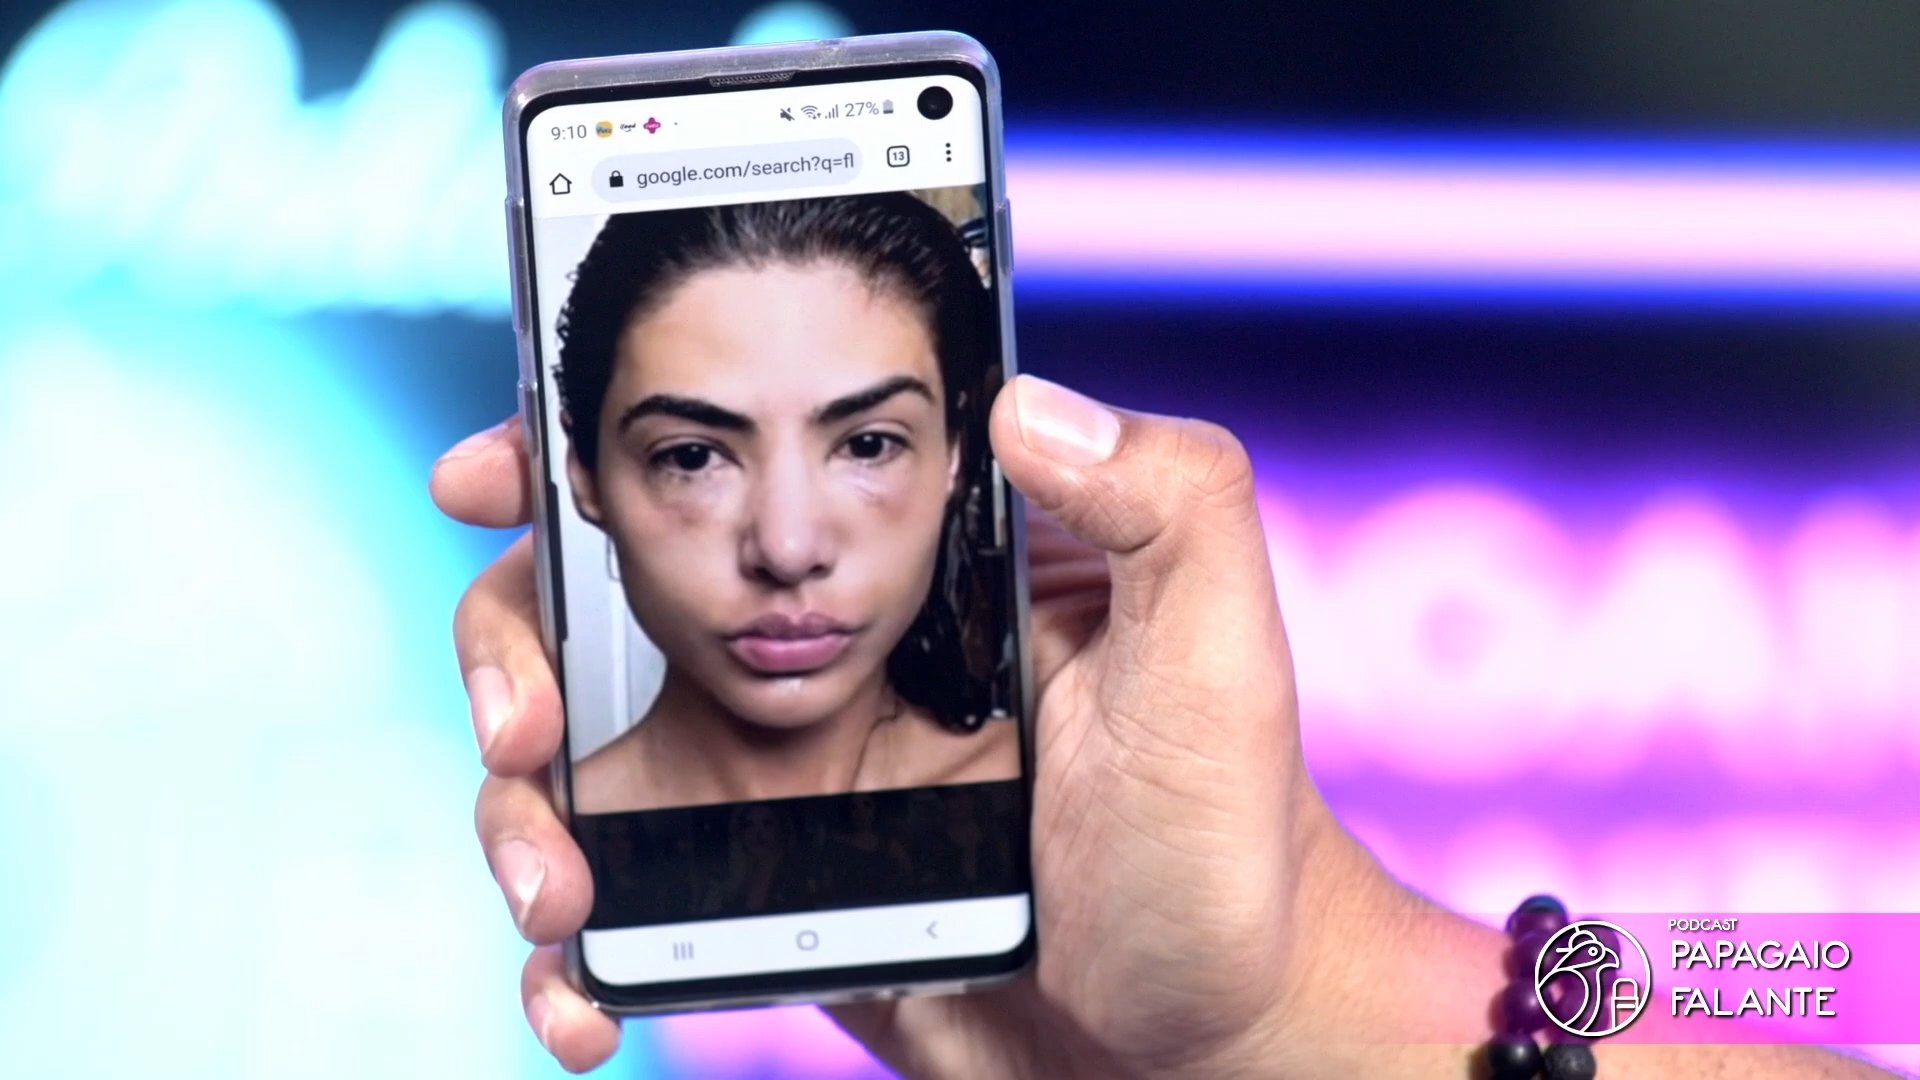 9:10
27%
google.com/search?q=fl
13
PODCAST
PAPAGAIO
FALANTE